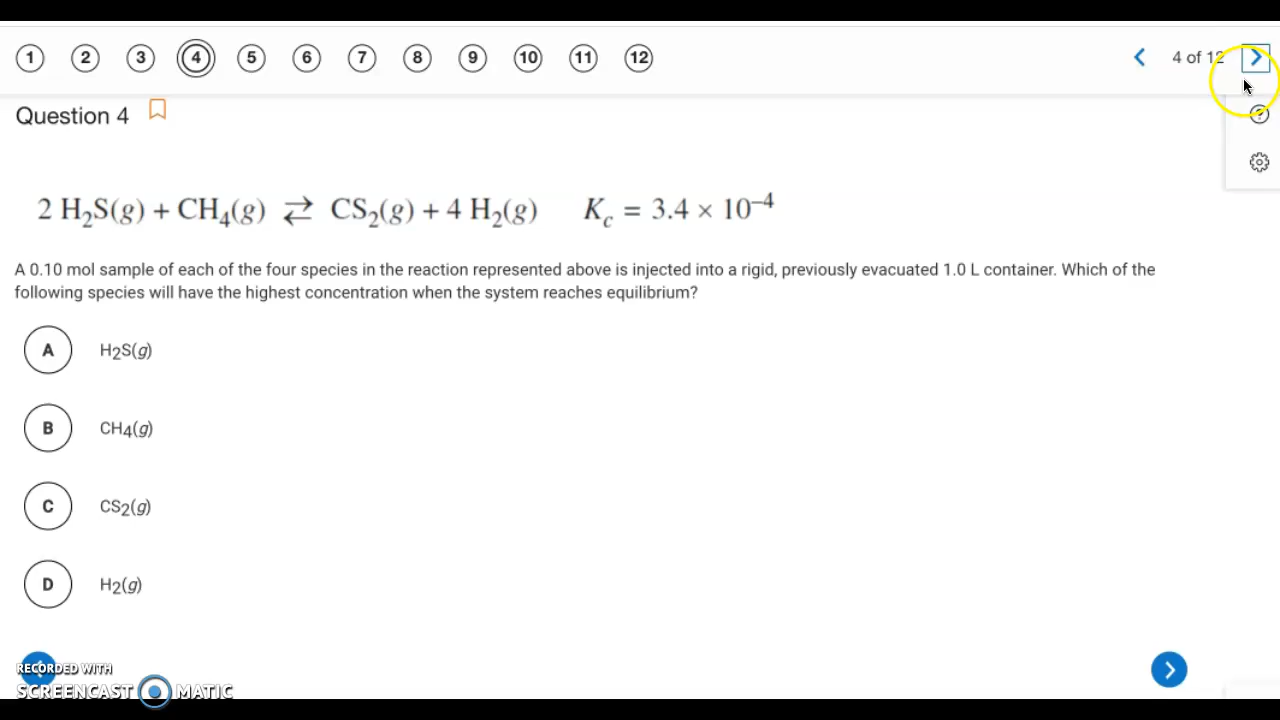 1 2 3 4 5 6 7 8 9 10 11 12 4 of 12
Question 4
2 H₂S(g) + CH₄(g) ⇄ CS₂(g) + 4 H₂(g) K꜀ = 3.4 × 10⁻⁴
A 0.10 mol sample of each of the four species in the reaction represented above is injected into a rigid, previously evacuated 1.0 L container. Which of the
following species will have the highest concentration when the system reaches equilibrium?
A H2S(g)
B CH4(g)
C CS2(g)
D H2(g)
RECORDED WITH
SCREENCAST MATIC